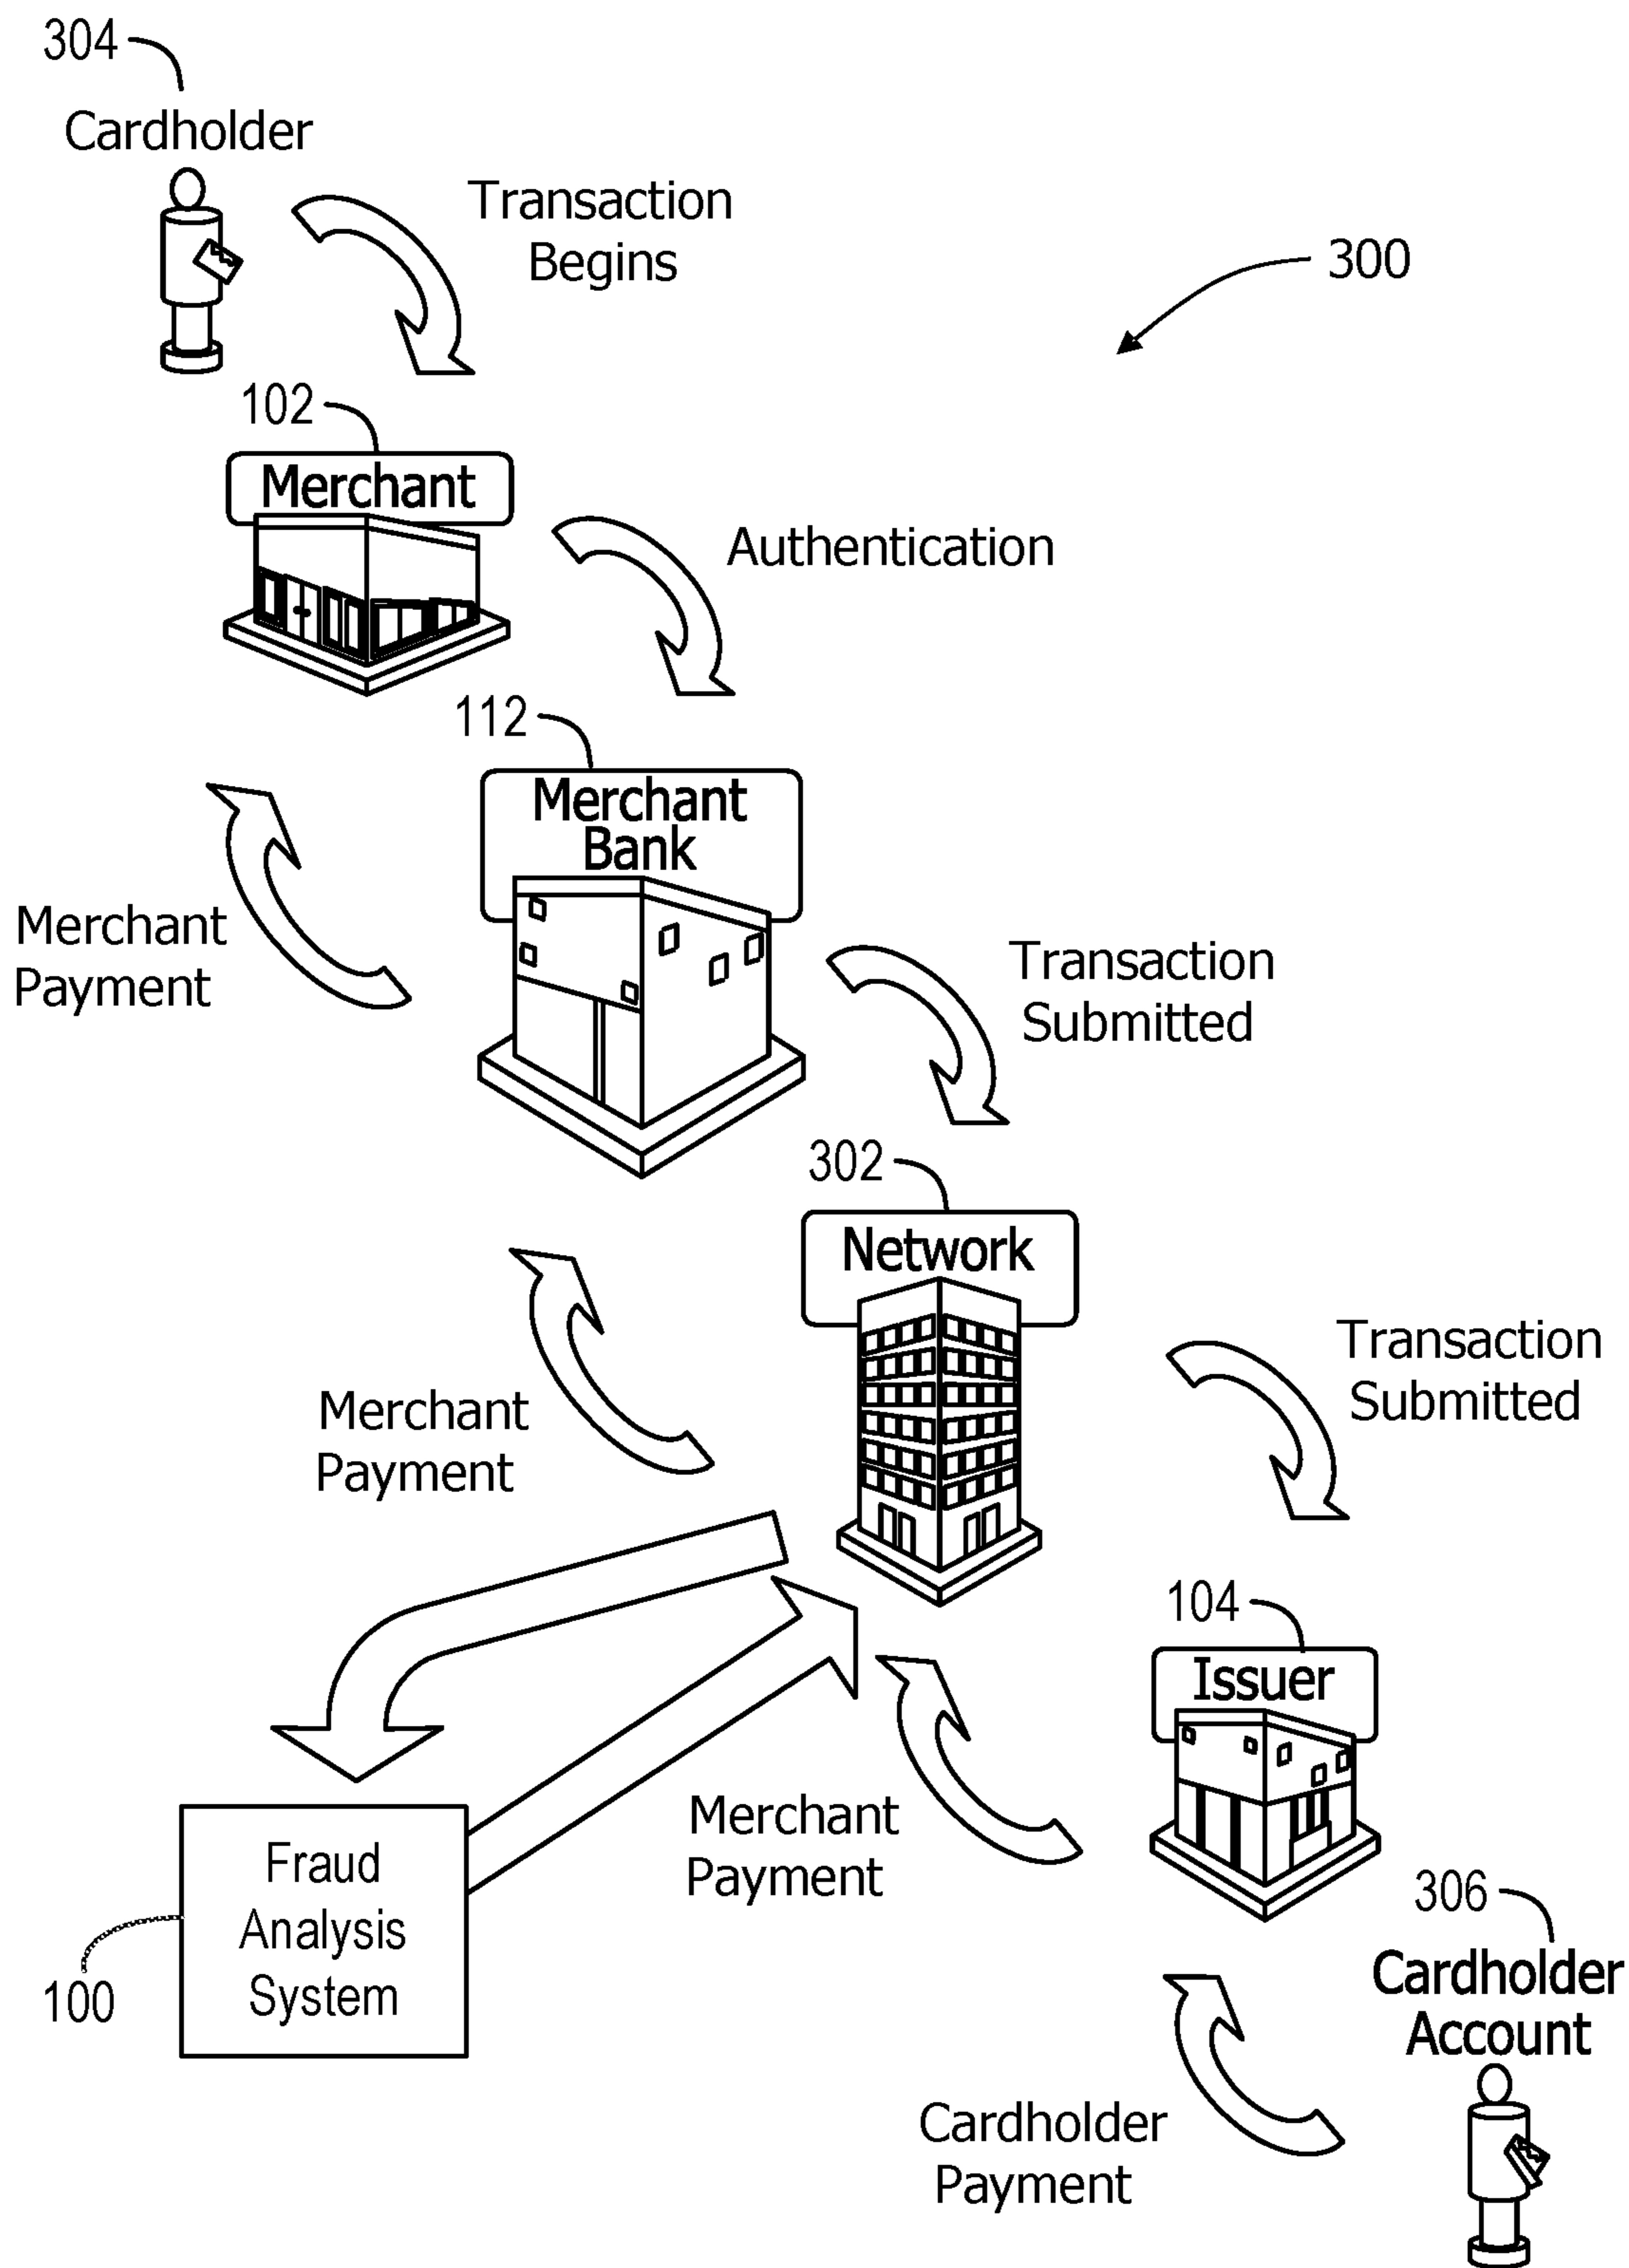 304
Cardholder
Transaction
Begins
300
102
Merchant
Authentication
112
Merchant
Bank
Merchant
Payment
Transaction
Submitted
302
Network
Transaction
Submitted
Merchant
Payment
104
Issuer
Merchant
Payment
Fraud
Analysis
System
100
306
Cardholder
Account
Cardholder
Payment